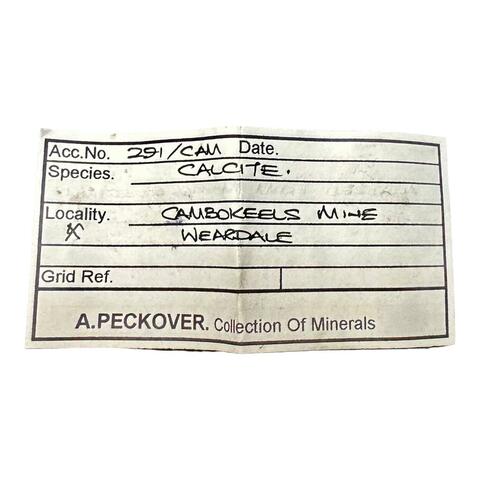 Acc.No. 291/CAM Date.
Species. CALCITE.
Locality. CAMBOKEELS MINE
WEARDALE
Grid Ref.
A.PECKOVER. Collection Of Minerals